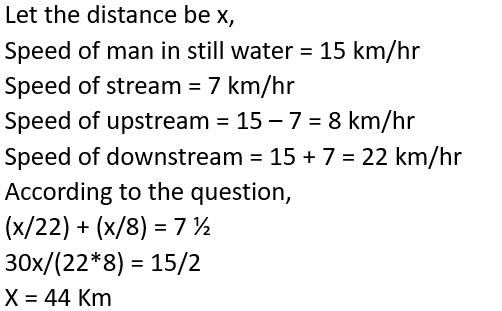 Let the distance be x,
Speed of man in still water = 15 km/hr
Speed of stream = 7 km/hr
Speed of upstream = 15 – 7 = 8 km/hr
Speed of downstream = 15 + 7 = 22 km/hr
According to the question,
(x/22) + (x/8) = 7 ½
30x/(22*8) = 15/2
X = 44 Km